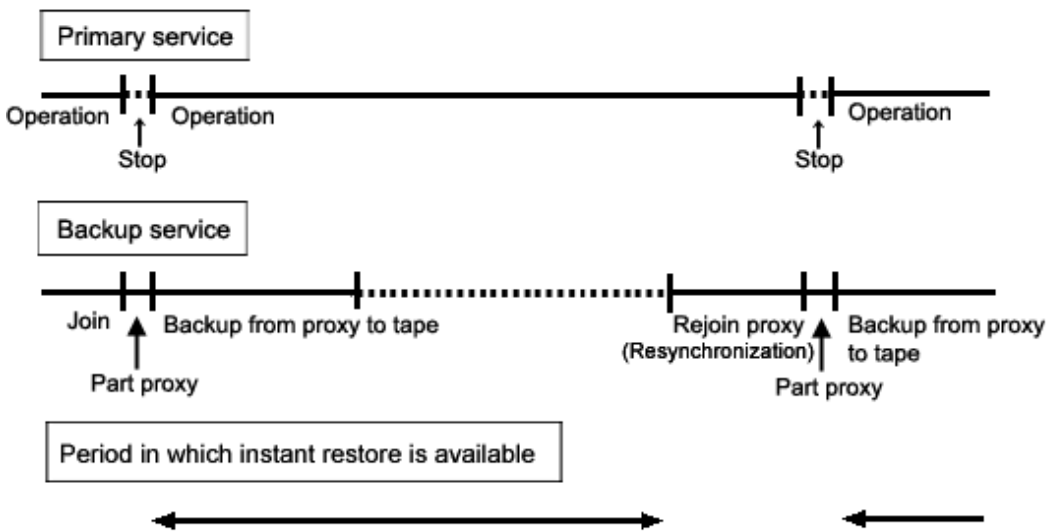 Primary service
Operation
Operation
Operation
Stop
Stop
Backup service
Join
Backup from proxy to tape
Rejoin proxy
(Resynchronization)
Backup from proxy
to tape
Part proxy
Part proxy
Period in which instant restore is available